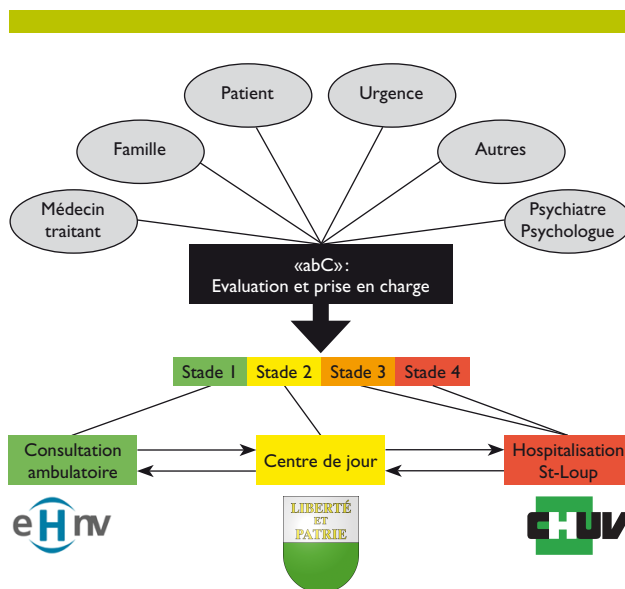 Patient
Urgence
Famille
Autres
Médecin
traitant
Psychiatre
Psychologue
«abC»:
Evaluation et prise en charge
Stade 1
Stade 2
Stade 3
Stade 4
Consultation
ambulatoire
Centre de jour
Hospitalisation
St-Loup
eHnv
LIBERTÉ
ET
PATRIE
CHUV